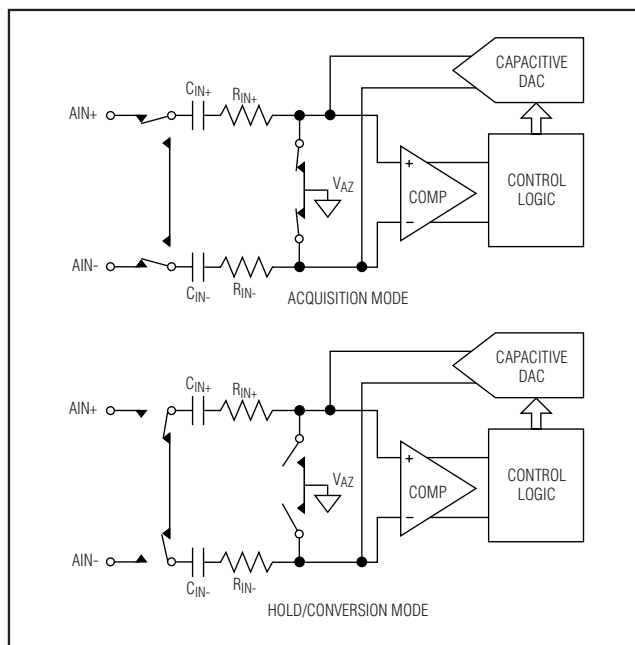 CAPACITIVE
DAC
CIN+
RIN+
AIN+
VAZ
+
COMP
−
CONTROL
LOGIC
AIN-
CIN-
RIN-
ACQUISITION MODE
CAPACITIVE
DAC
CIN+
RIN+
AIN+
VAZ
+
COMP
−
CONTROL
LOGIC
AIN-
CIN-
RIN-
HOLD/CONVERSION MODE